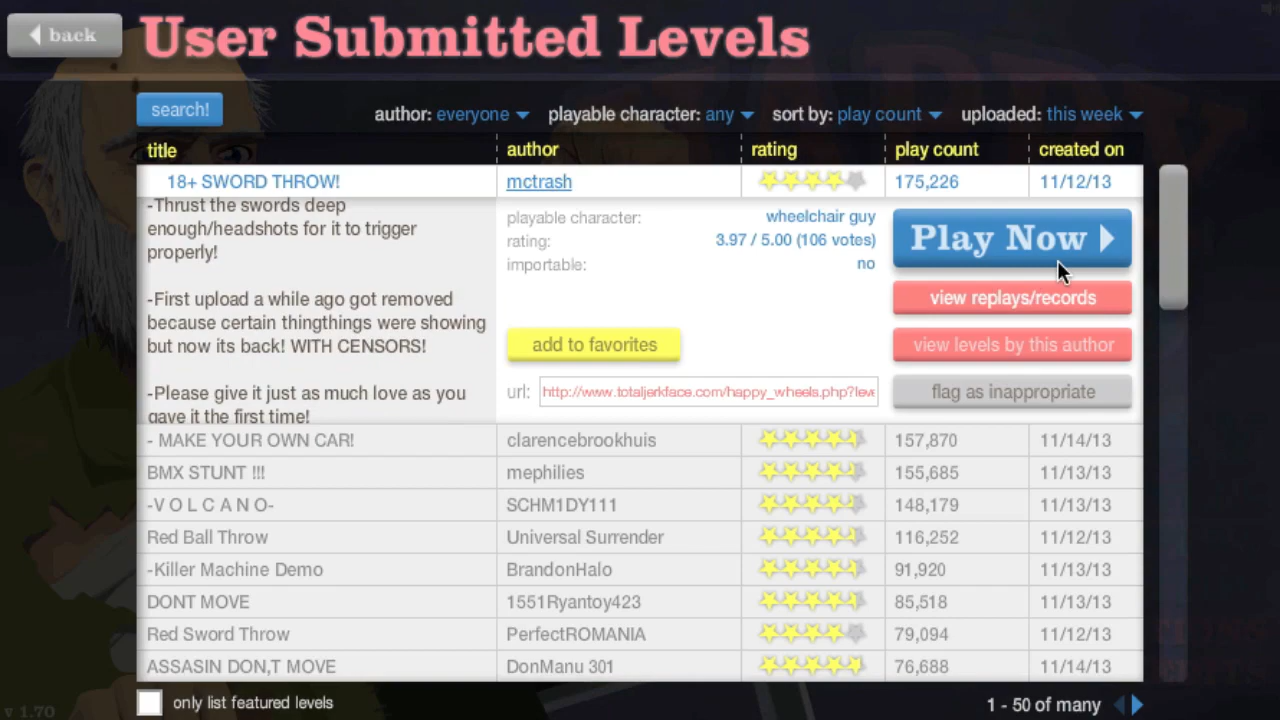 back
User Submitted Levels
search!
author: everyone playable character: any sort by: play count uploaded: this week
title author rating play count created on
18+ SWORD THROW! mctrash 175,226 11/12/13
-Thrust the swords deep
enough/headshots for it to trigger
properly!
-First upload a while ago got removed
because certain thingthings were showing
but now its back! WITH CENSORS!
-Please give it just as much love as you
gave it the first time!
playable character: wheelchair guy
rating: 3.97 / 5.00 (106 votes)
importable: no
add to favorites
url: http://www.totaljerkface.com/happy_wheels.php?leve
Play Now
view replays/records
view levels by this author
flag as inappropriate
- MAKE YOUR OWN CAR! clarencebrookhuis 157,870 11/14/13
BMX STUNT !!! mephilies 155,685 11/13/13
-V O L C A N O- SCHM1DY111 148,179 11/13/13
Red Ball Throw Universal Surrender 116,252 11/12/13
-Killer Machine Demo BrandonHalo 91,920 11/13/13
DONT MOVE 1551Ryantoy423 85,518 11/13/13
Red Sword Throw PerfectROMANIA 79,094 11/12/13
ASSASIN DON,T MOVE DonManu 301 76,688 11/14/13
only list featured levels
1 - 50 of many
v 1.70